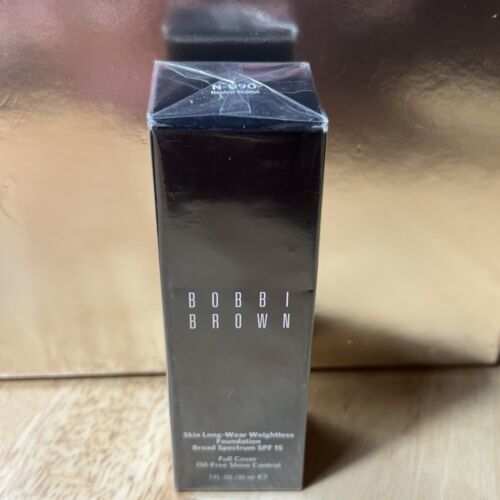 N-090
Neutral Walnut
BOBBI
BROWN
Skin Long-Wear Weightless
Foundation
Broad Spectrum SPF 15
Full Cover
Oil-Free Shine Control
1 FL. OZ/30 ml ℮